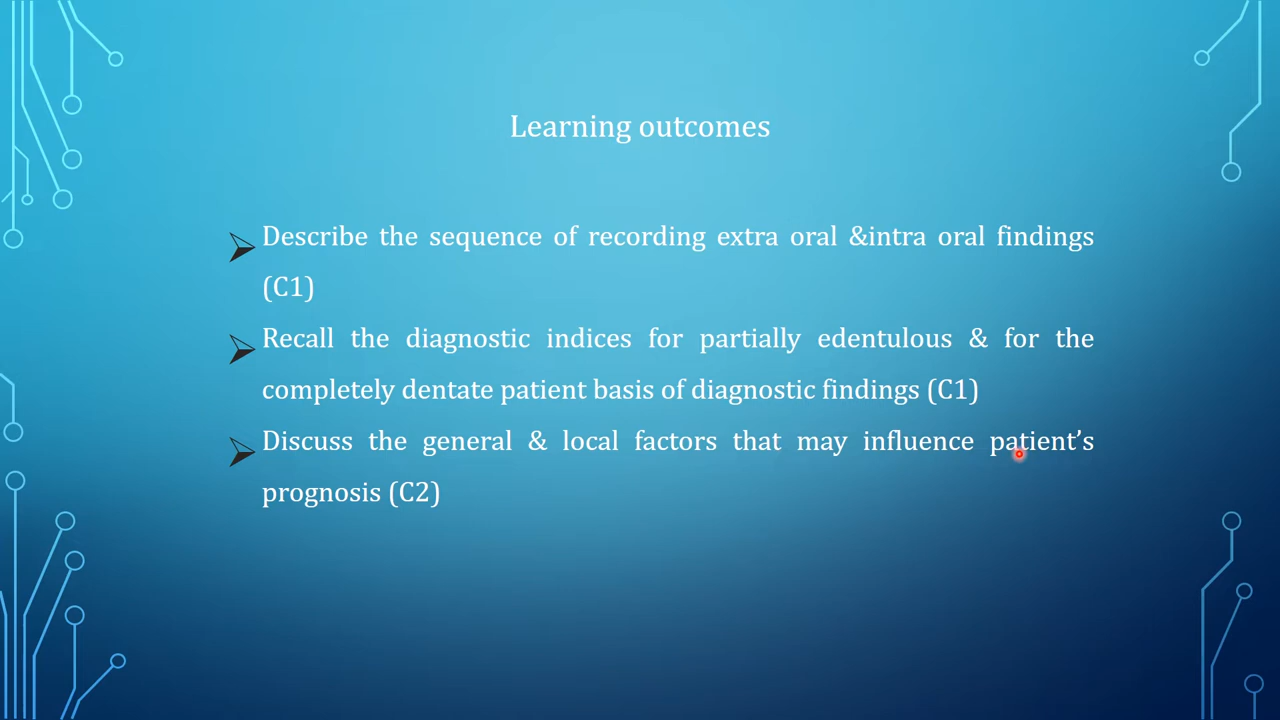 Learning outcomes
Describe the sequence of recording extra oral &intra oral findings
(C1)
Recall the diagnostic indices for partially edentulous & for the
completely dentate patient basis of diagnostic findings (C1)
Discuss the general & local factors that may influence patient’s
prognosis (C2)